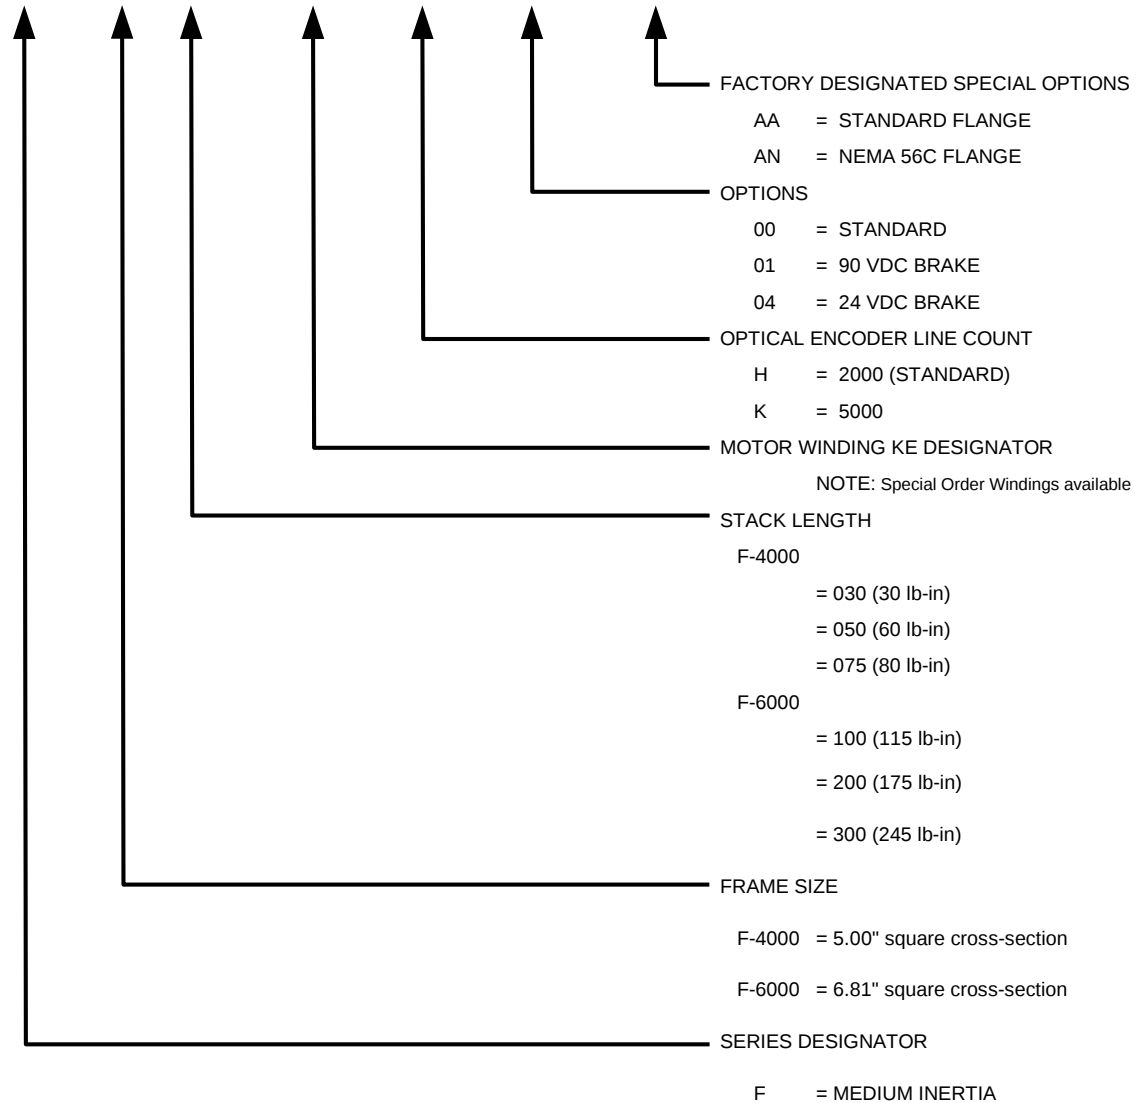 FACTORY DESIGNATED SPECIAL OPTIONS
AA = STANDARD FLANGE
AN = NEMA 56C FLANGE
OPTIONS
00 = STANDARD
01 = 90 VDC BRAKE
04 = 24 VDC BRAKE
OPTICAL ENCODER LINE COUNT
H = 2000 (STANDARD)
K = 5000
MOTOR WINDING KE DESIGNATOR
NOTE: Special Order Windings available
STACK LENGTH
F-4000
= 030 (30 lb-in)
= 050 (60 lb-in)
= 075 (80 lb-in)
F-6000
= 100 (115 lb-in)
= 200 (175 lb-in)
= 300 (245 lb-in)
FRAME SIZE
F-4000 = 5.00" square cross-section
F-6000 = 6.81" square cross-section
SERIES DESIGNATOR
F = MEDIUM INERTIA